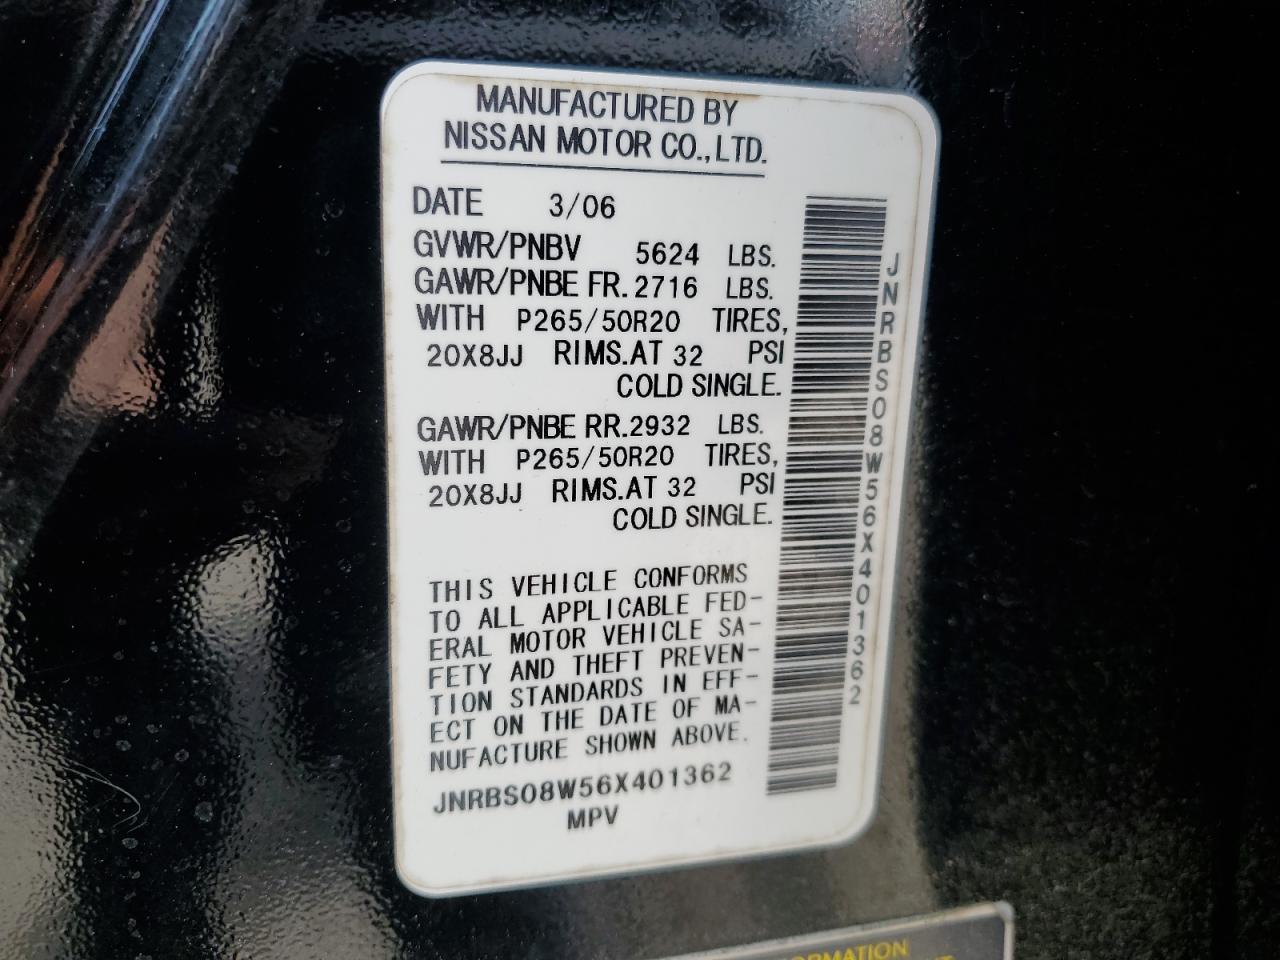 MANUFACTURED BY
NISSAN MOTOR CO., LTD.
DATE 3/06
GVWR/PNBV 5624 LBS.
GAWR/PNBE FR. 2716 LBS.
WITH P265/50R20 TIRES,
20X8JJ RIMS. AT 32 PSI
COLD SINGLE.
GAWR/PNBE RR. 2932 LBS.
WITH P265/50R20 TIRES,
20X8JJ RIMS. AT 32 PSI
COLD SINGLE.
THIS VEHICLE CONFORMS
TO ALL APPLICABLE FED-
ERAL MOTOR VEHICLE SA-
FETY AND THEFT PREVEN-
TION STANDARDS IN EFF-
ECT ON THE DATE OF MA-
NUFACTURE SHOWN ABOVE.
JNRBS08W56X401362
MPV
JNRBS08W56X401362